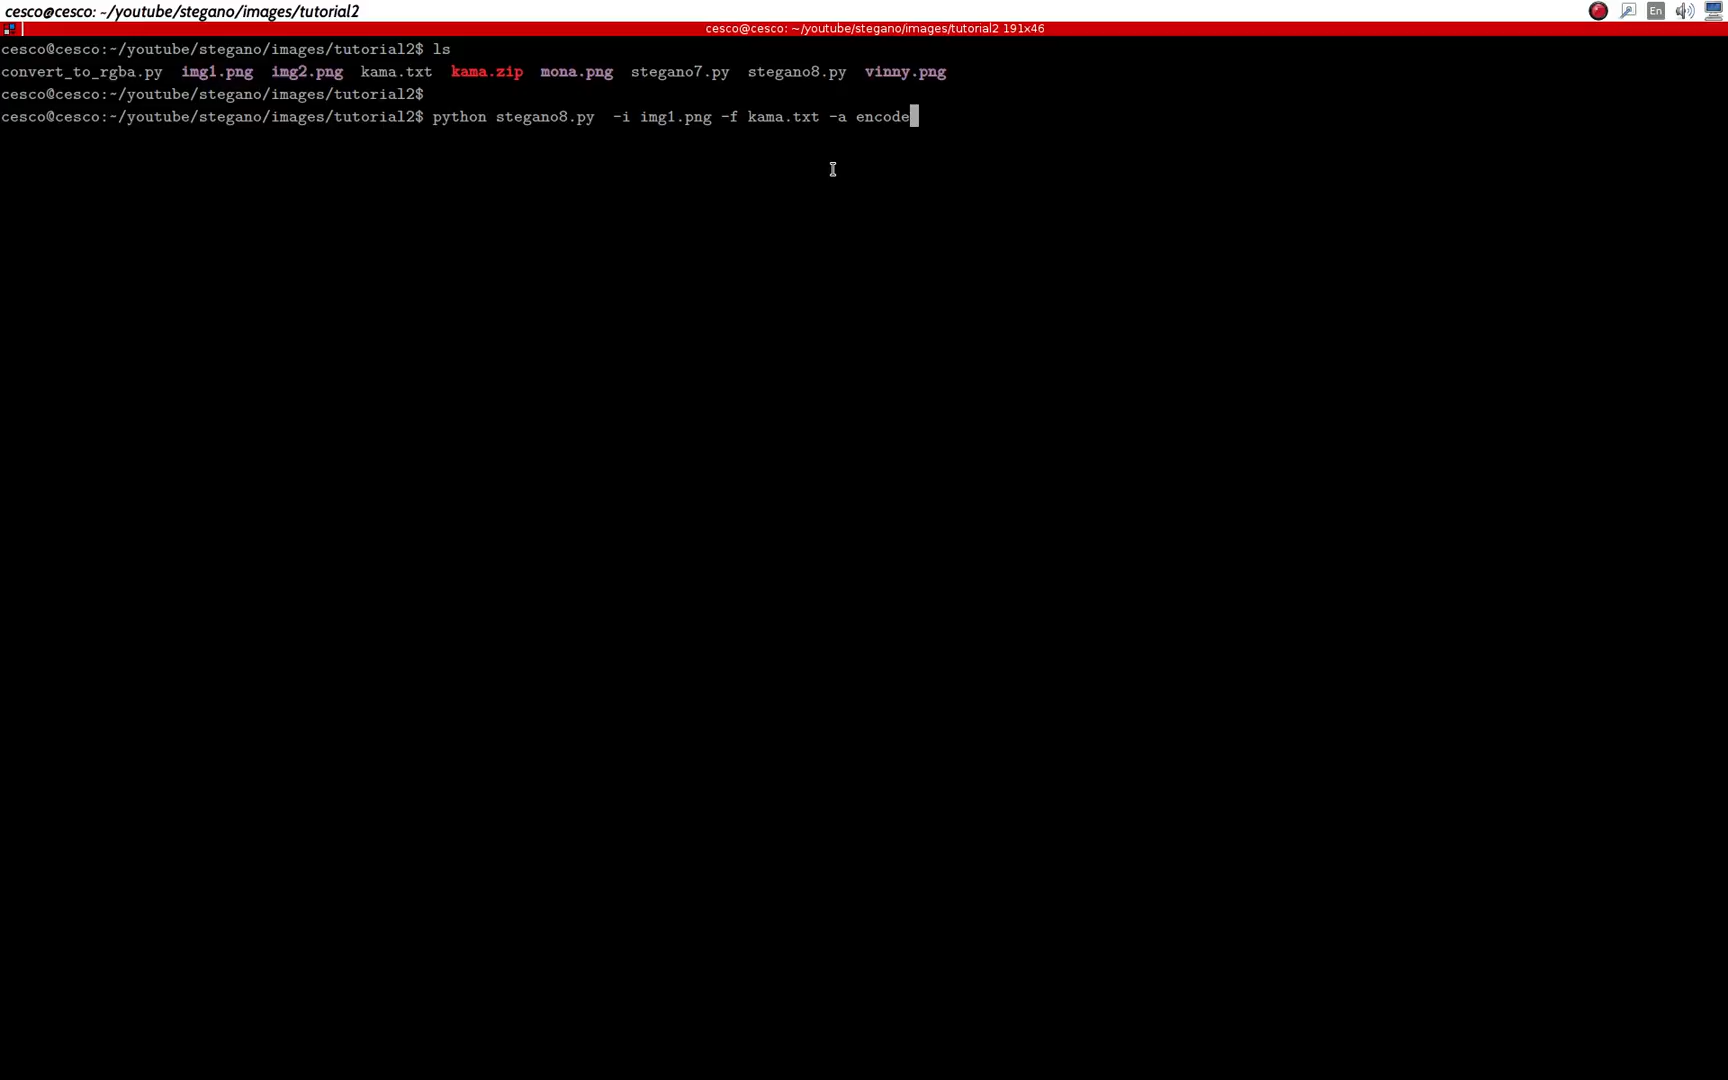 cesco@cesco: ~/youtube/stegano/images/tutorial2
En
cesco@cesco: ~/youtube/stegano/images/tutorial2 191x46
cesco@cesco:~/youtube/stegano/images/tutorial2$ ls
convert_to_rgba.py  img1.png  img2.png  kama.txt  kama.zip  mona.png  stegano7.py  stegano8.py  vinny.png
cesco@cesco:~/youtube/stegano/images/tutorial2$
cesco@cesco:~/youtube/stegano/images/tutorial2$ python stegano8.py  -i img1.png -f kama.txt -a encode